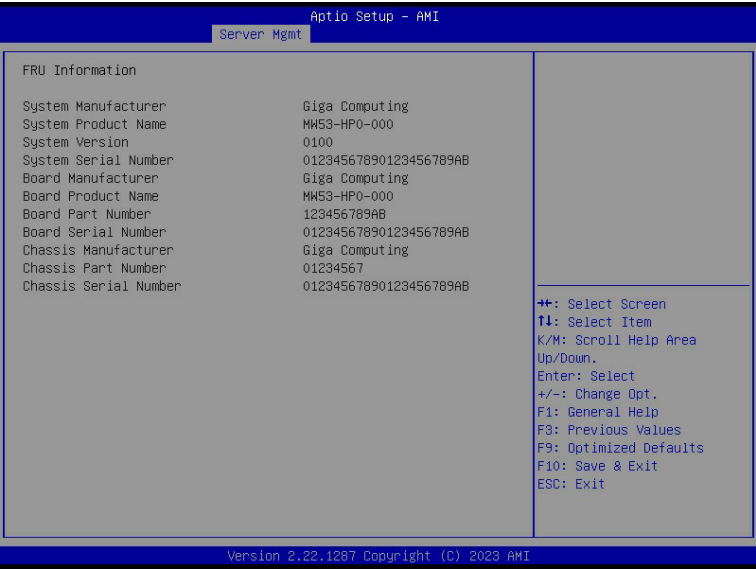 Aptio Setup – AMI
Server Mgmt
FRU Information
System Manufacturer Giga Computing
System Product Name MW53-HP0-000
System Version 0100
System Serial Number 01234567890123456789AB
Board Manufacturer Giga Computing
Board Product Name MW53-HP0-000
Board Part Number 123456789AB
Board Serial Number 01234567890123456789AB
Chassis Manufacturer Giga Computing
Chassis Part Number 01234567
Chassis Serial Number 01234567890123456789AB
→←: Select Screen
↑↓: Select Item
K/M: Scroll Help Area
Up/Down.
Enter: Select
+/-: Change Opt.
F1: General Help
F3: Previous Values
F9: Optimized Defaults
F10: Save & Exit
ESC: Exit
Version 2.22.1287 Copyright (C) 2023 AMI